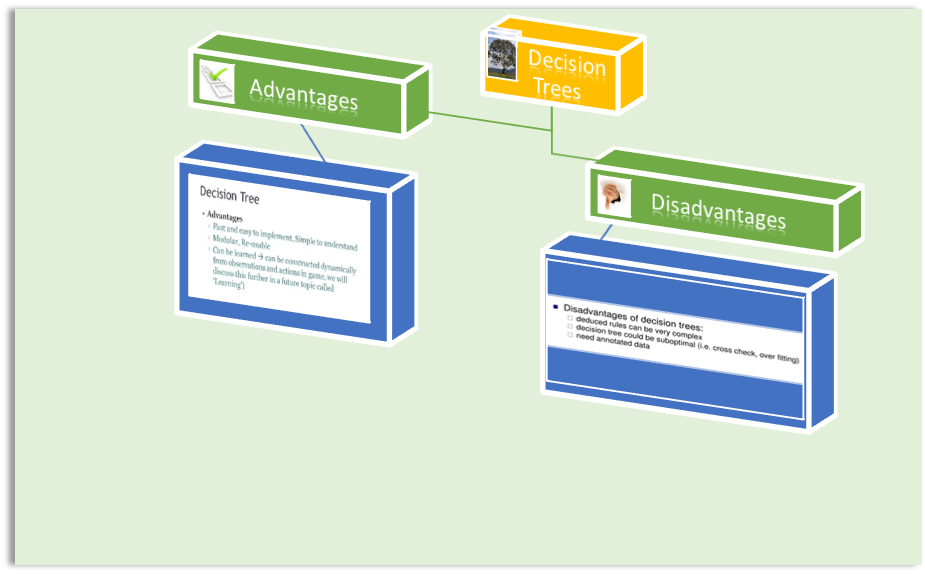 Decision
Trees
Advantages
Decision Tree
• Advantages
◦ Fast and easy to implement, Simple to understand
◦ Modular, Re-usable
◦ Can be learned → can be constructed dynamically
from observations and actions in game, we will
discuss this further in a future topic called
'Learning')
Disadvantages
■ Disadvantages of decision trees:
□ deduced rules can be very complex
□ decision tree could be suboptimal (i.e. cross check, over fitting)
□ need annotated data